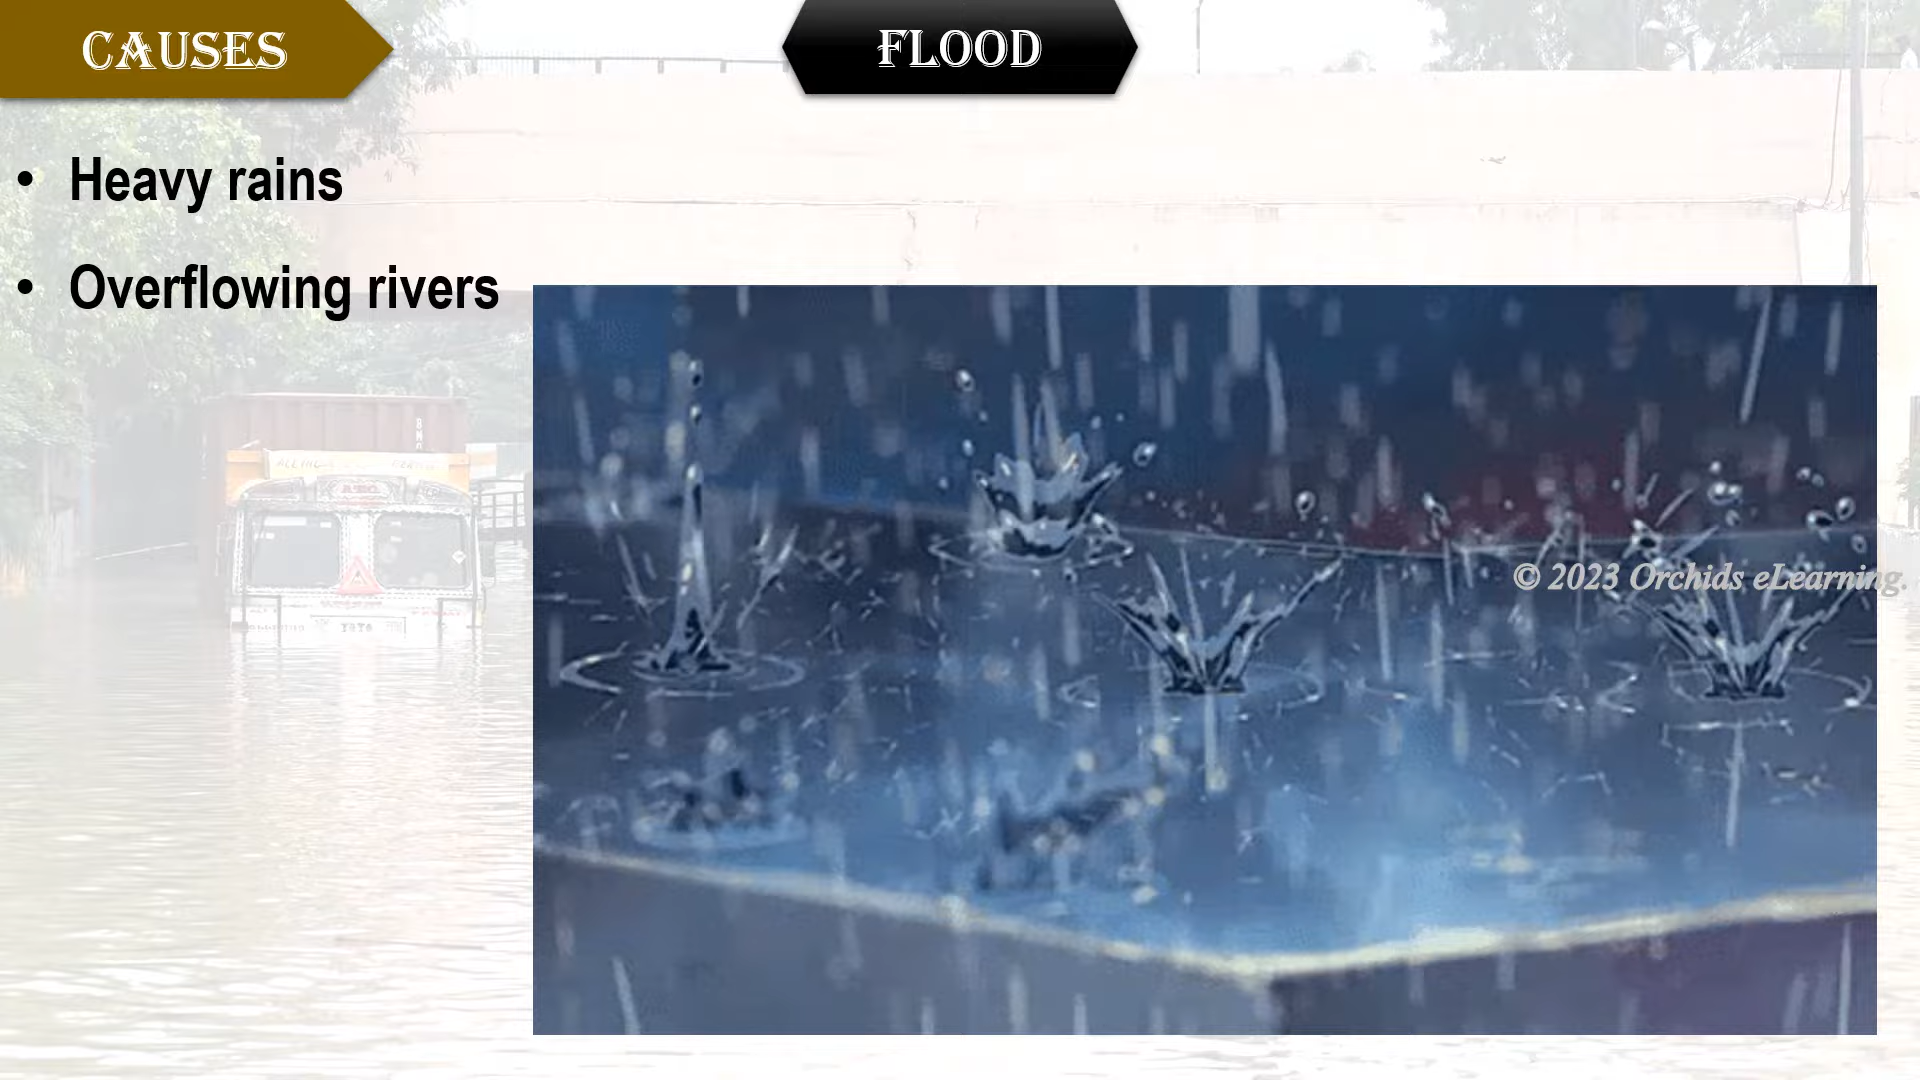 CAUSES
FLOOD
• Heavy rains
• Overflowing rivers
© 2023 Orchids eLearning.